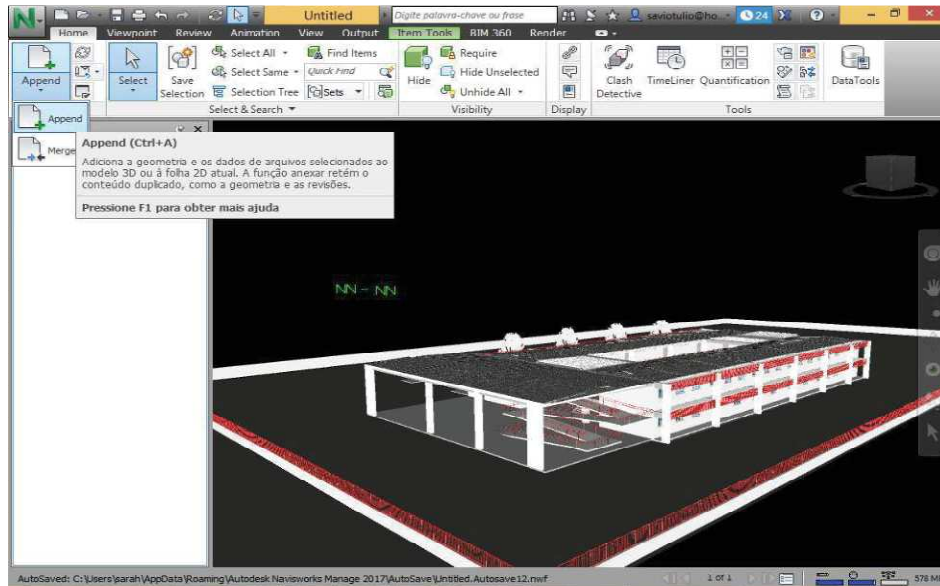 Untitled
Digite palavra-chave ou frase
saviotulio@ho...
24
Home Viewpoint Review Animation View Output Item Tools BIM 360 Render
Append
Select
Save Selection
Select All
Select Same
Selection Tree
Find Items
Quick Find
Sets
Select & Search
Hide
Require
Hide Unselected
Unhide All
Visibility
Display
Clash Detective
TimeLiner
Quantification
Tools
DataTools
Append
Merge
Append (Ctrl+A)
Adiciona a geometria e os dados de arquivos selecionados ao
modelo 3D ou à folha 2D atual. A função anexar retém o
conteúdo duplicado, como a geometria e as revisões.
Pressione F1 para obter mais ajuda
NN - NN
AutoSaved: C:\Users\sarah\AppData\Roaming\Autodesk Navisworks Manage 2017\AutoSave\Untitled.Autosave12.nwf
1 of 1
578 M